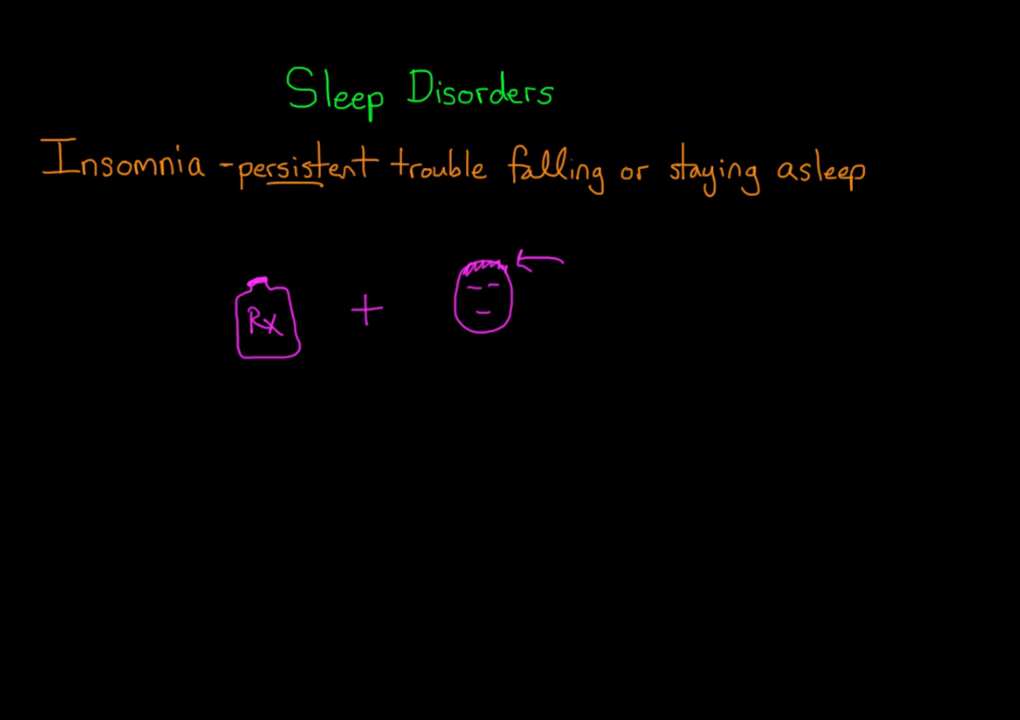 Sleep Disorders
Insomnia - persistent trouble falling or staying asleep
Rx +